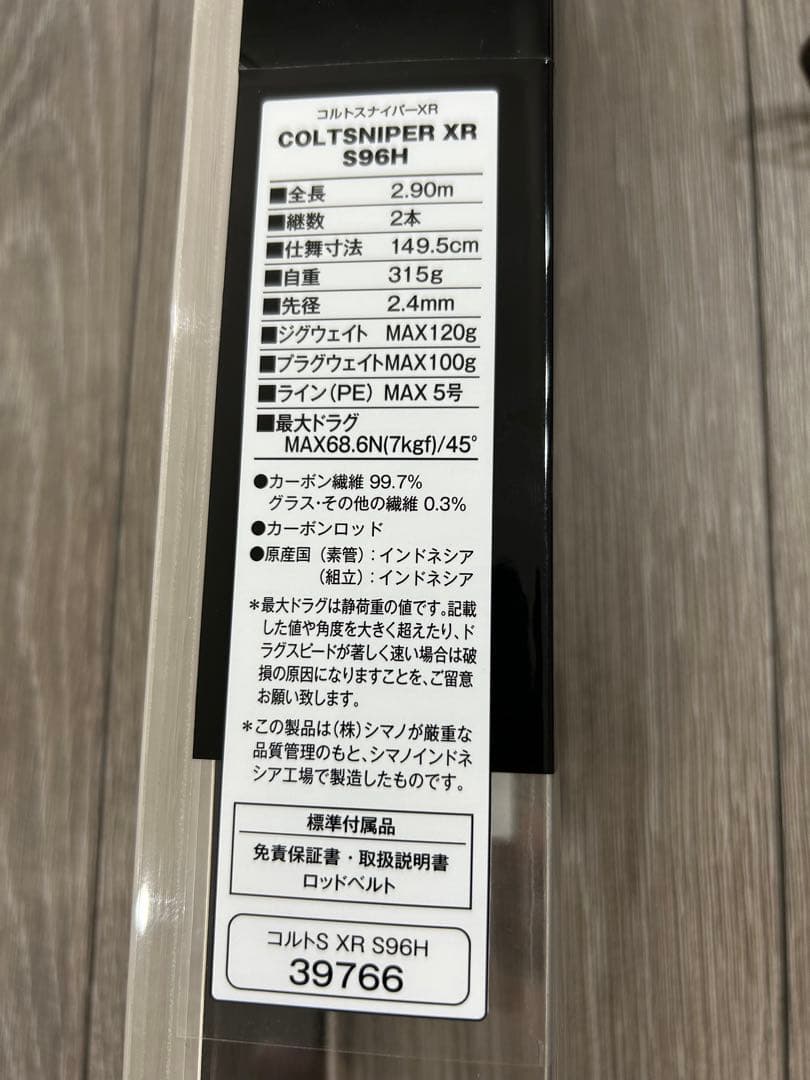 コルトスナイパーXR
COLTSNIPER XR
S96H
■全長 2.90m
■継数 2本
■仕舞寸法 149.5cm
■自重 315g
■先径 2.4mm
■ジグウェイト MAX120g
■プラグウェイトMAX100g
■ライン(PE) MAX 5号
■最大ドラグ
MAX68.6N(7kgf)/45°
●カーボン繊維 99.7%
グラス・その他の繊維 0.3%
●カーボンロッド
●原産国(素管):インドネシア
(組立):インドネシア
*最大ドラグは静荷重の値です。記載
した値や角度を大きく超えたり、ド
ラグスピードが著しく速い場合は破
損の原因になりますことを、ご留意
お願い致します。
*この製品は(株)シマノが厳重な
品質管理のもと、シマノインドネ
シア工場で製造したものです。
標準付属品
免責保証書・取扱説明書
ロッドベルト
コルトS XR S96H
39766